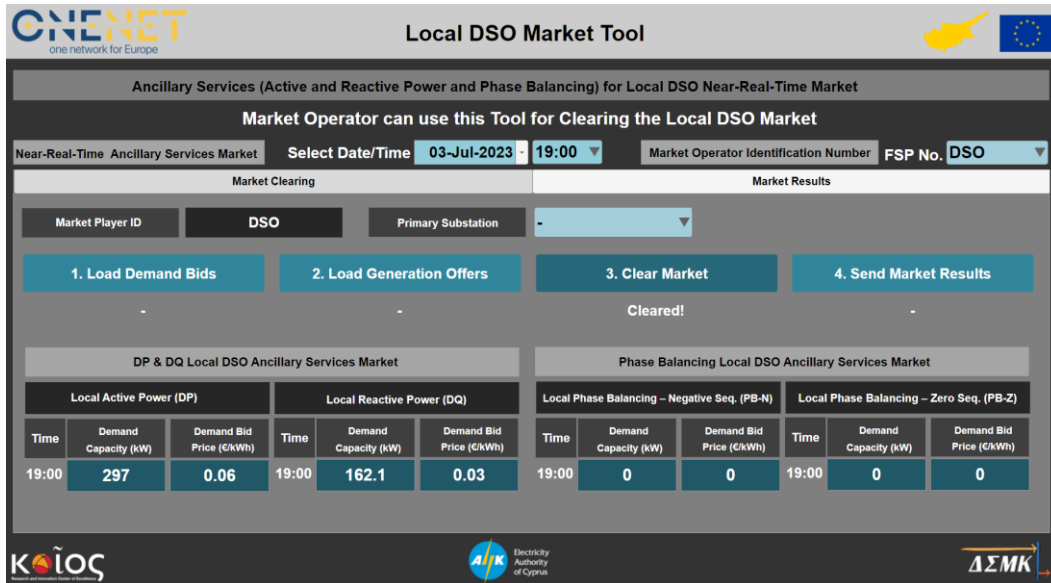 ONENET
one network for Europe
Local DSO Market Tool
Ancillary Services (Active and Reactive Power and Phase Balancing) for Local DSO Near-Real-Time Market
Market Operator can use this Tool for Clearing the Local DSO Market
Near-Real-Time Ancillary Services Market Select Date/Time 03-Jul-2023 19:00 Market Operator Identification Number FSP No. DSO
Market Clearing Market Results
Market Player ID DSO Primary Substation -
1. Load Demand Bids 2. Load Generation Offers 3. Clear Market 4. Send Market Results
- - Cleared! -
DP & DQ Local DSO Ancillary Services Market Phase Balancing Local DSO Ancillary Services Market
Local Active Power (DP) Local Reactive Power (DQ) Local Phase Balancing – Negative Seq. (PB-N) Local Phase Balancing – Zero Seq. (PB-Z)
Time Demand Capacity (kW) Demand Bid Price (€/kWh) Time Demand Capacity (kW) Demand Bid Price (€/kWh) Time Demand Capacity (kW) Demand Bid Price (€/kWh) Time Demand Capacity (kW) Demand Bid Price (€/kWh)
19:00 297 0.06 19:00 162.1 0.03 19:00 0 0 19:00 0 0
κοῖος
Research and Innovation Center of Excellence
ΑΗΚ
Electricity
Authority
of Cyprus
ΔΣΜΚ